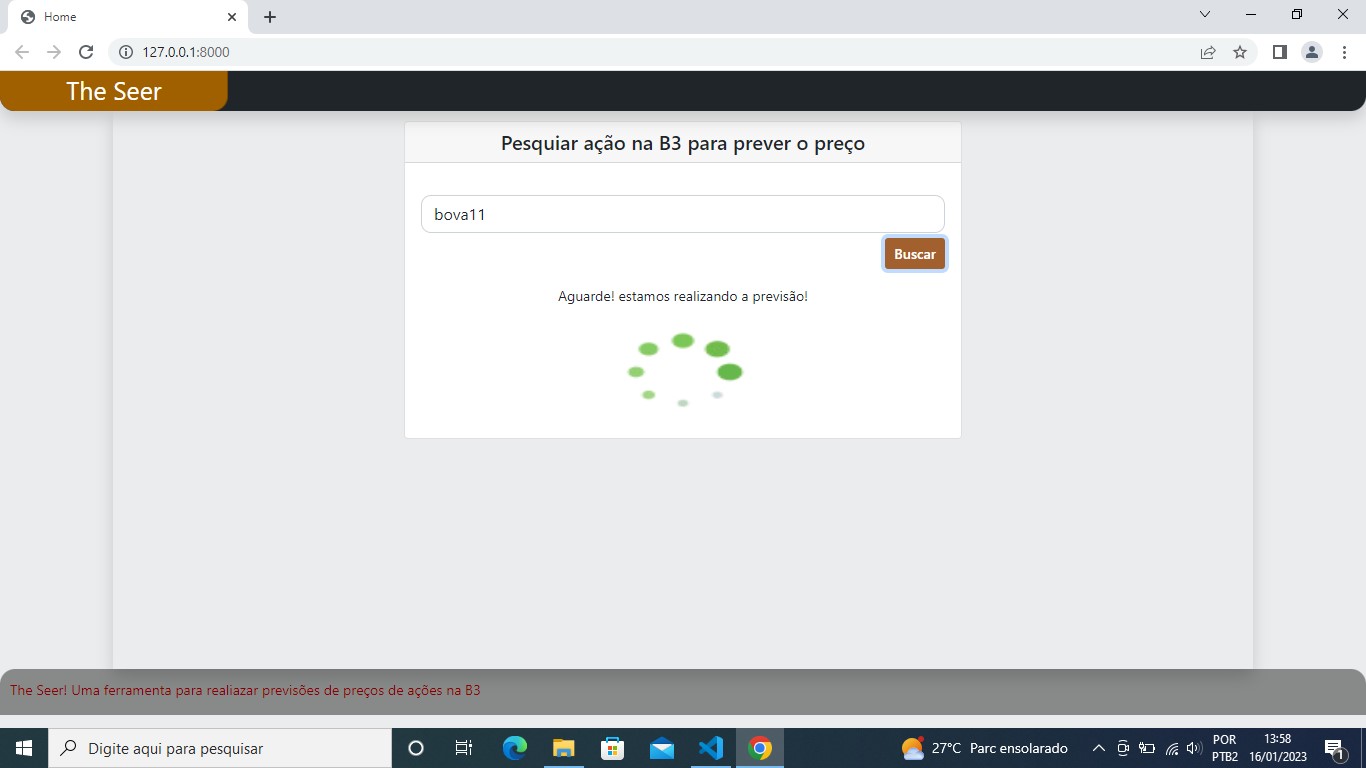 Home
127.0.0.1:8000
The Seer
Pesquiar ação na B3 para prever o preço
bova11
Buscar
Aguarde! estamos realizando a previsão!
The Seer! Uma ferramenta para realiazar previsões de preços de ações na B3
Digite aqui para pesquisar
27°C Parc ensolarado
POR
PTB2
13:58
16/01/2023
1